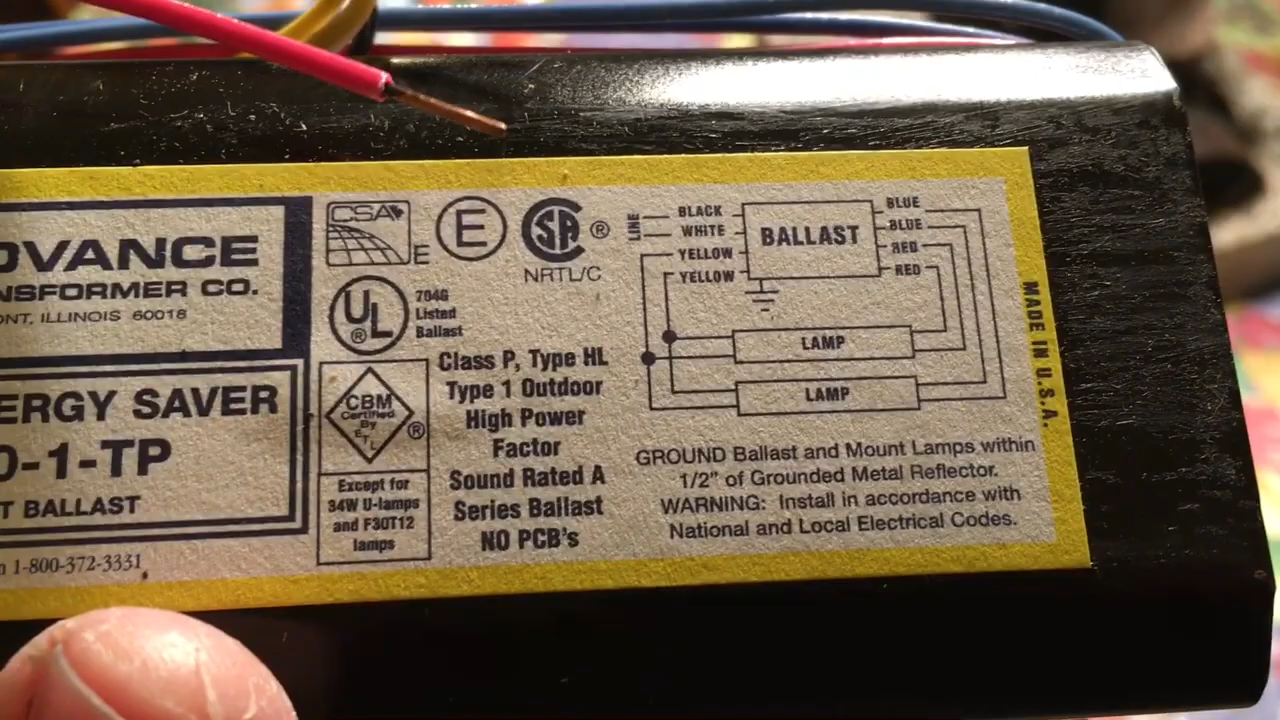 DVANCE
NSFORMER CO.
ONT, ILLINOIS 60018
ERGY SAVER
0-1-TP
T BALLAST
n 1-800-372-3331
CSA
E
E
SA ®
NRTL/C
UL ®
704G
Listed
Ballast
CBM
Certified
By
ETL
®
Except for
34W U-lamps
and F30T12
lamps
Class P, Type HL
Type 1 Outdoor
High Power
Factor
Sound Rated A
Series Ballast
NO PCB's
LINE
BLACK
WHITE
YELLOW
YELLOW
BALLAST
BLUE
BLUE
RED
RED
LAMP
LAMP
GROUND Ballast and Mount Lamps within
1/2" of Grounded Metal Reflector.
WARNING: Install in accordance with
National and Local Electrical Codes.
MADE IN U.S.A.